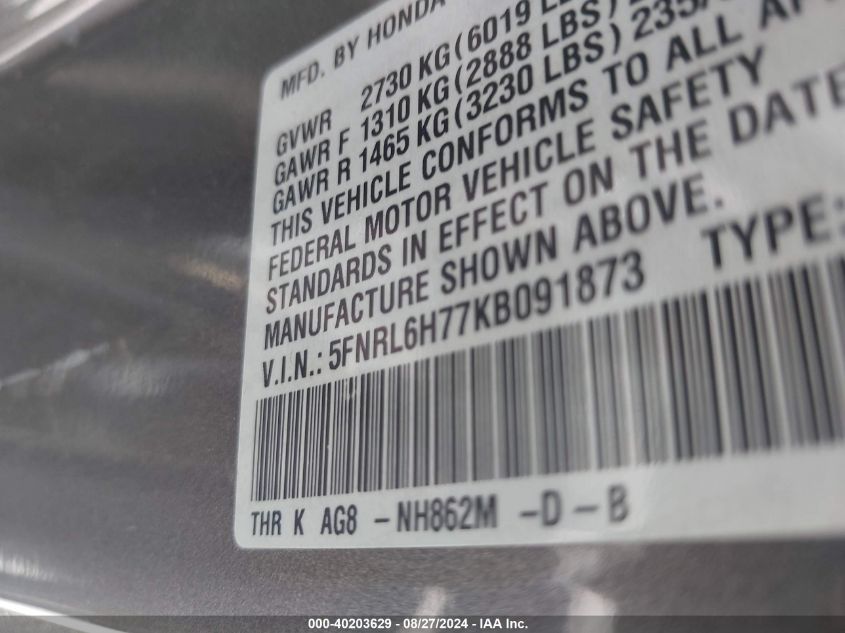 MFD. BY HONDA
GVWR 2730 KG (6019
GAWR F 1310 KG (2888 LBS)
GAWR R 1465 KG (3230 LBS) 235/
THIS VEHICLE CONFORMS TO ALL
FEDERAL MOTOR VEHICLE SAFETY
STANDARDS IN EFFECT ON THE DATE
MANUFACTURE SHOWN ABOVE.
V.I.N.: 5FNRL6H77KB091873 TYPE:
THR K AG8 -NH862M -D-B
000-40203629 - 08/27/2024 - IAA Inc.